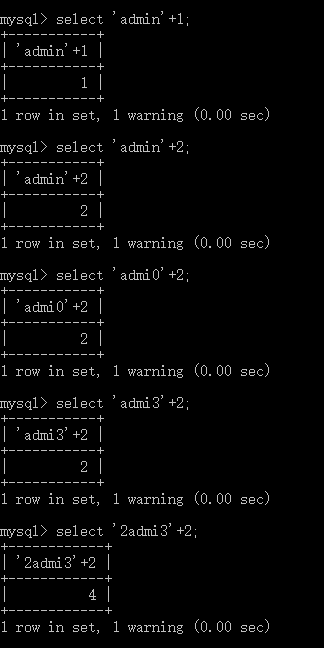 mysql> select 'admin'+1;
+-----------+
| 'admin'+1 |
+-----------+
|         1 |
+-----------+
1 row in set, 1 warning (0.00 sec)
mysql> select 'admin'+2;
+-----------+
| 'admin'+2 |
+-----------+
|         2 |
+-----------+
1 row in set, 1 warning (0.00 sec)
mysql> select 'admi0'+2;
+-----------+
| 'admi0'+2 |
+-----------+
|         2 |
+-----------+
1 row in set, 1 warning (0.00 sec)
mysql> select 'admi3'+2;
+-----------+
| 'admi3'+2 |
+-----------+
|         2 |
+-----------+
1 row in set, 1 warning (0.00 sec)
mysql> select '2admi3'+2;
+------------+
| '2admi3'+2 |
+------------+
|          4 |
+------------+
1 row in set, 1 warning (0.00 sec)